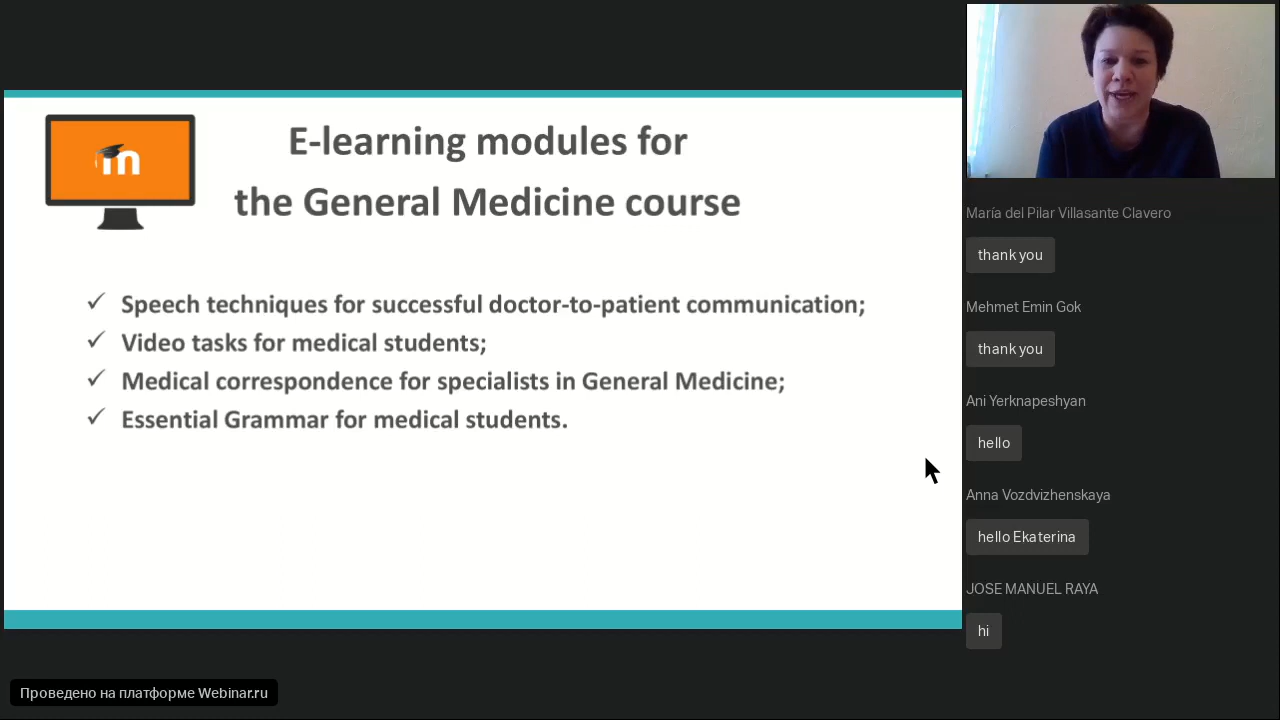 m
E-learning modules for
the General Medicine course
✓ Speech techniques for successful doctor-to-patient communication;
✓ Video tasks for medical students;
✓ Medical correspondence for specialists in General Medicine;
✓ Essential Grammar for medical students.
María del Pilar Villasante Clavero
thank you
Mehmet Emin Gok
thank you
Ani Yerknapeshyan
hello
Anna Vozdvizhenskaya
hello Ekaterina
JOSE MANUEL RAYA
hi
Проведено на платформе Webinar.ru